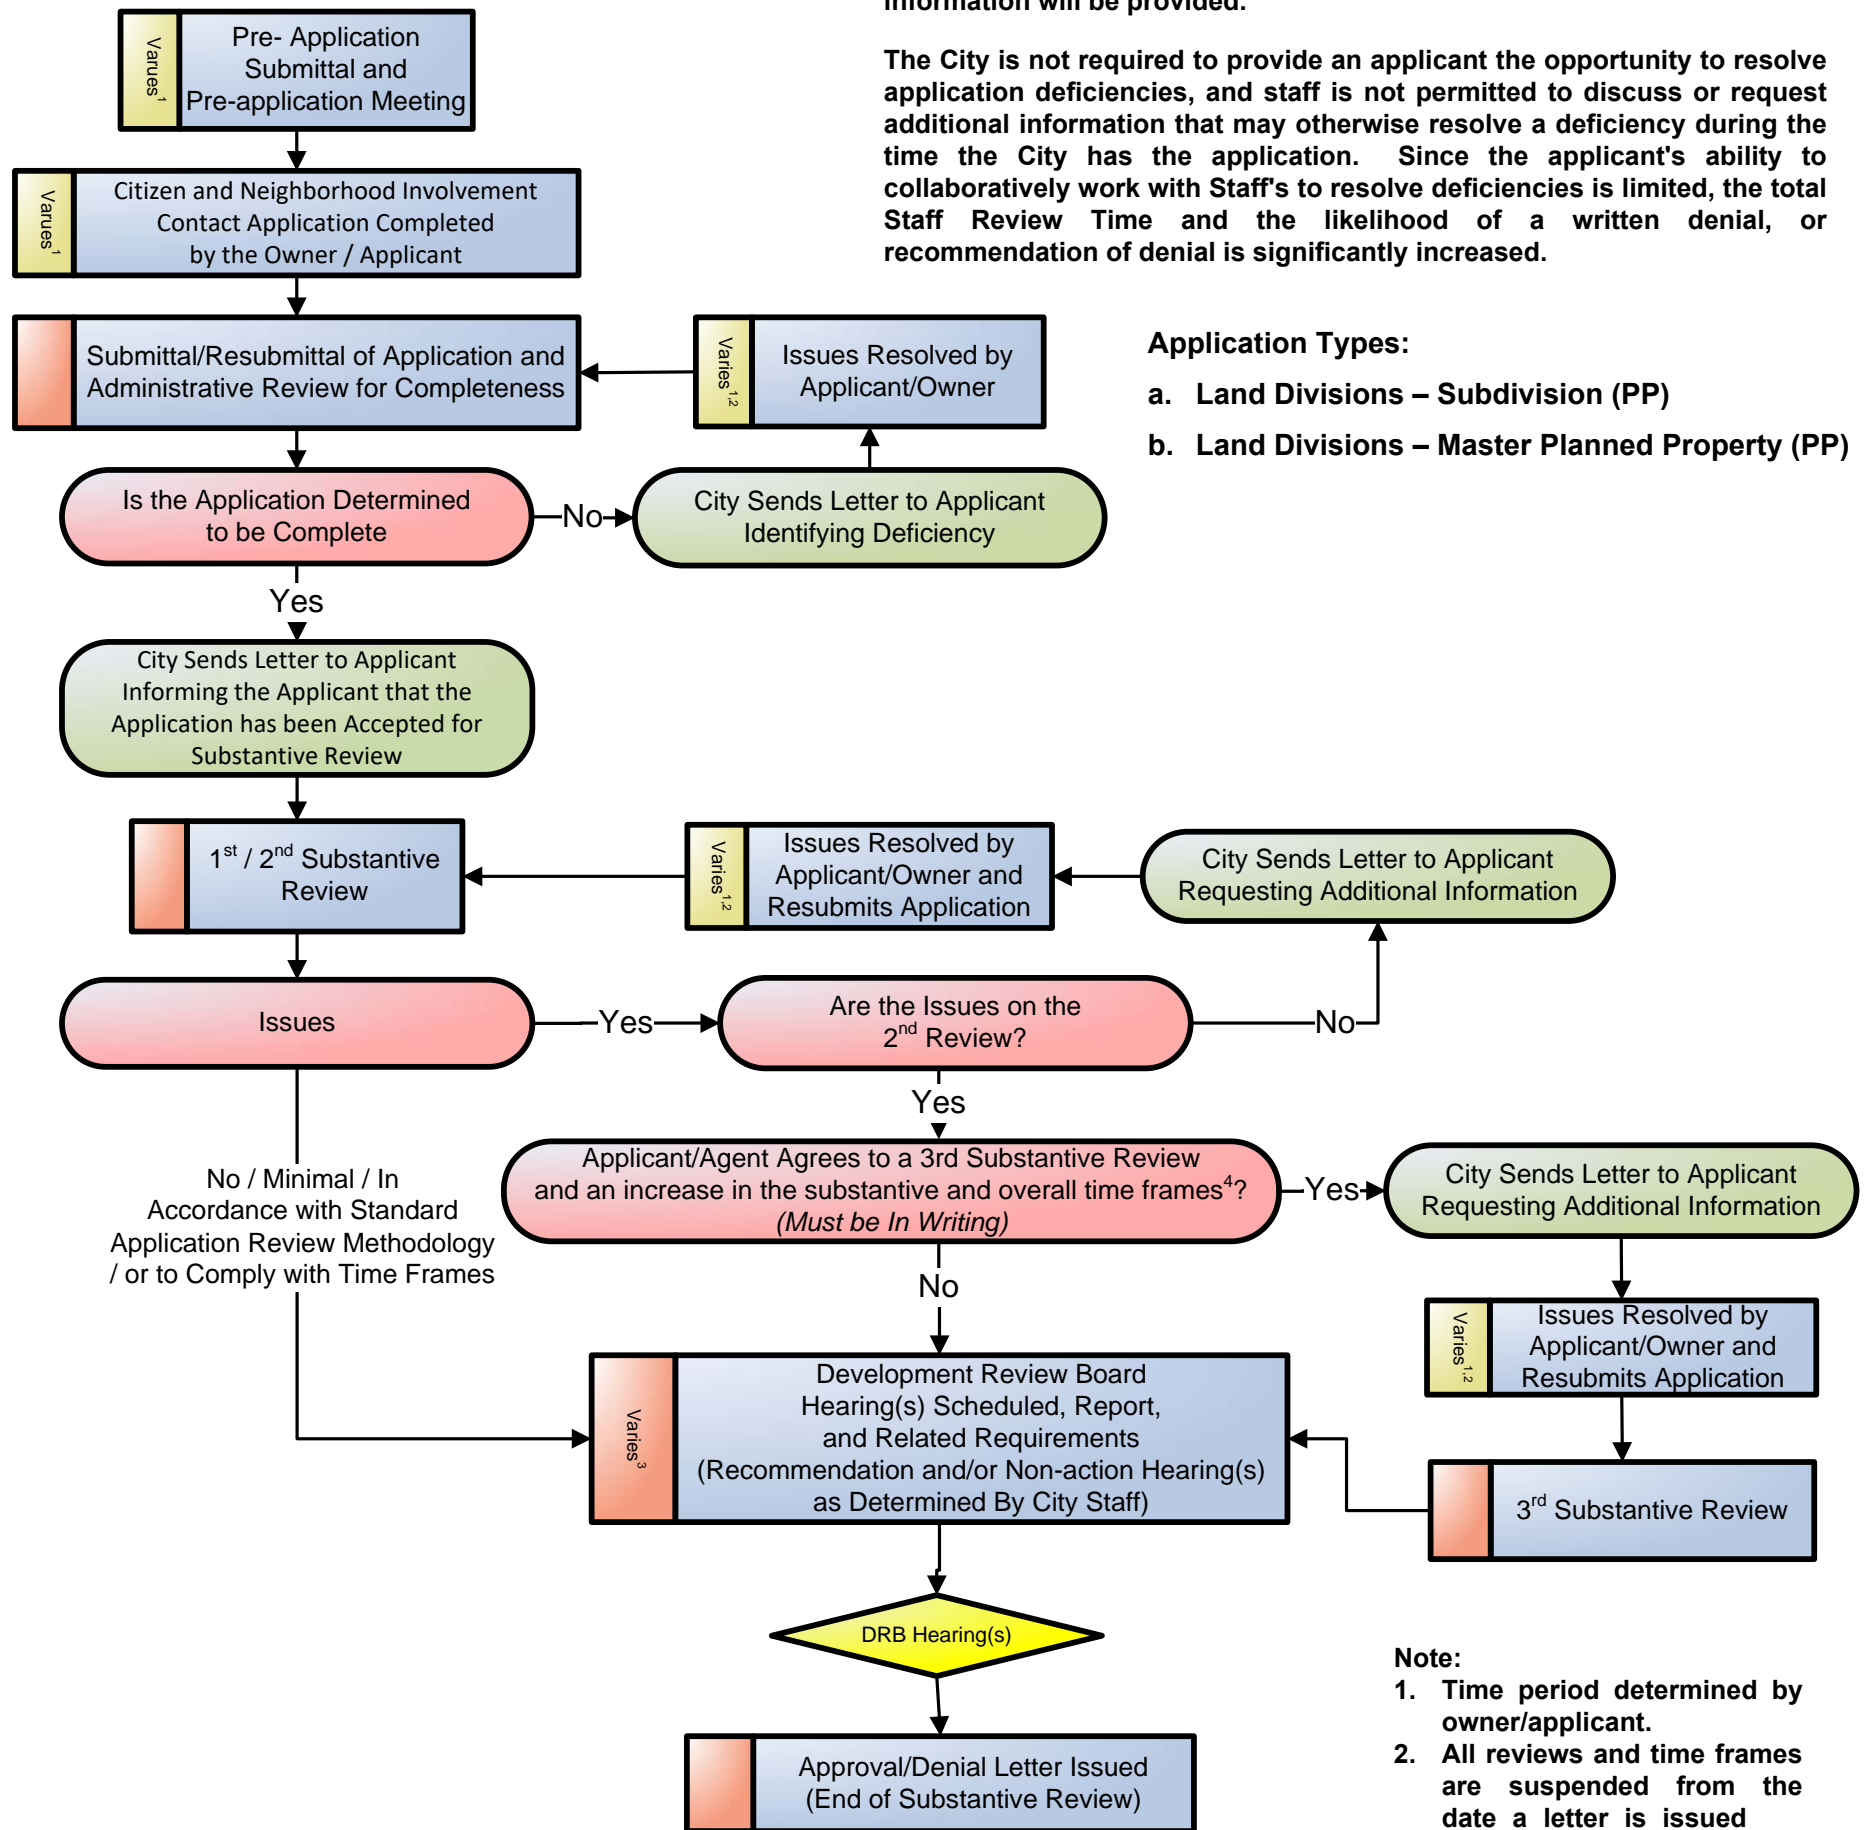 information will be provided.
The City is not required to provide an applicant the opportunity to resolve
application deficiencies, and staff is not permitted to discuss or request
additional information that may otherwise resolve a deficiency during the
time the City has the application. Since the applicant's ability to
collaboratively work with Staff's to resolve deficiencies is limited, the total
Staff Review Time and the likelihood of a written denial, or
recommendation of denial is significantly increased.
Application Types:
a. Land Divisions – Subdivision (PP)
b. Land Divisions – Master Planned Property (PP)
Varues1
Pre- Application
Submittal and
Pre-application Meeting
Varues1
Citizen and Neighborhood Involvement
Contact Application Completed
by the Owner / Applicant
Submittal/Resubmittal of Application and
Administrative Review for Completeness
Varies1,2
Issues Resolved by
Applicant/Owner
Is the Application Determined
to be Complete
No
City Sends Letter to Applicant
Identifying Deficiency
Yes
City Sends Letter to Applicant
Informing the Applicant that the
Application has been Accepted for
Substantive Review
1st / 2nd Substantive
Review
Varies1,2
Issues Resolved by
Applicant/Owner and
Resubmits Application
City Sends Letter to Applicant
Requesting Additional Information
Issues
Yes
Are the Issues on the
2nd Review?
No
Yes
No / Minimal / In
Accordance with Standard
Application Review Methodology
/ or to Comply with Time Frames
Applicant/Agent Agrees to a 3rd Substantive Review
and an increase in the substantive and overall time frames4?
(Must be In Writing)
Yes
City Sends Letter to Applicant
Requesting Additional Information
No
Varies1,2
Issues Resolved by
Applicant/Owner and
Resubmits Application
Varies3
Development Review Board
Hearing(s) Scheduled, Report,
and Related Requirements
(Recommendation and/or Non-action Hearing(s)
as Determined By City Staff)
3rd Substantive Review
DRB Hearing(s)
Approval/Denial Letter Issued
(End of Substantive Review)
Note:
1. Time period determined by
owner/applicant.
2. All reviews and time frames
are suspended from the
date a letter is issued